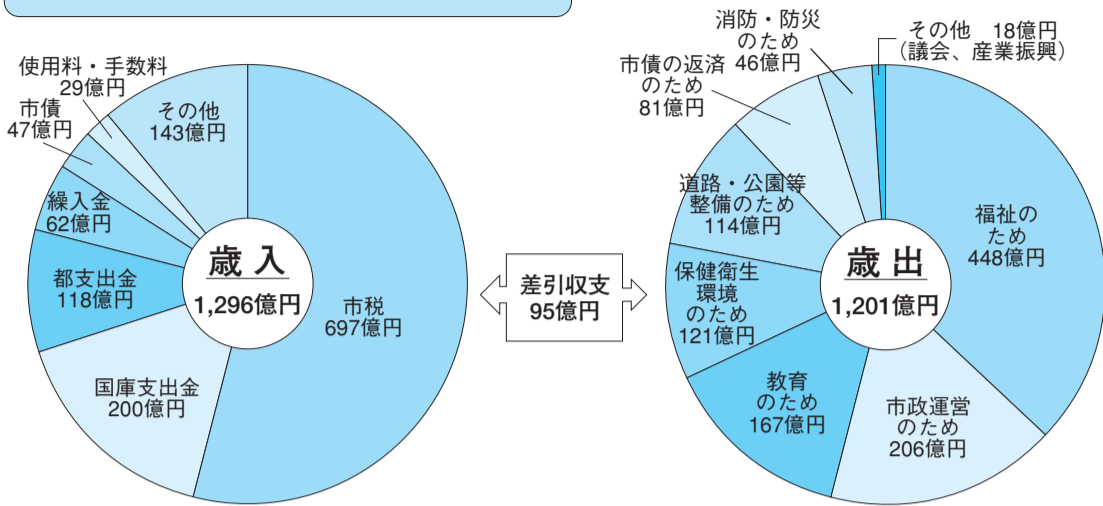 使用料・手数料
29億円
市債
47億円
その他
143億円
繰入金
62億円
都支出金
118億円
国庫支出金
200億円
市税
697億円
歳入
1,296億円
差引収支
95億円
消防・防災
のため
46億円
その他　18億円
（議会、産業振興）
市債の返済
のため
81億円
道路・公園等
整備のため
114億円
保健衛生
環境
のため
121億円
教育
のため
167億円
市政運営
のため
206億円
福祉の
ため
448億円
歳出
1,201億円